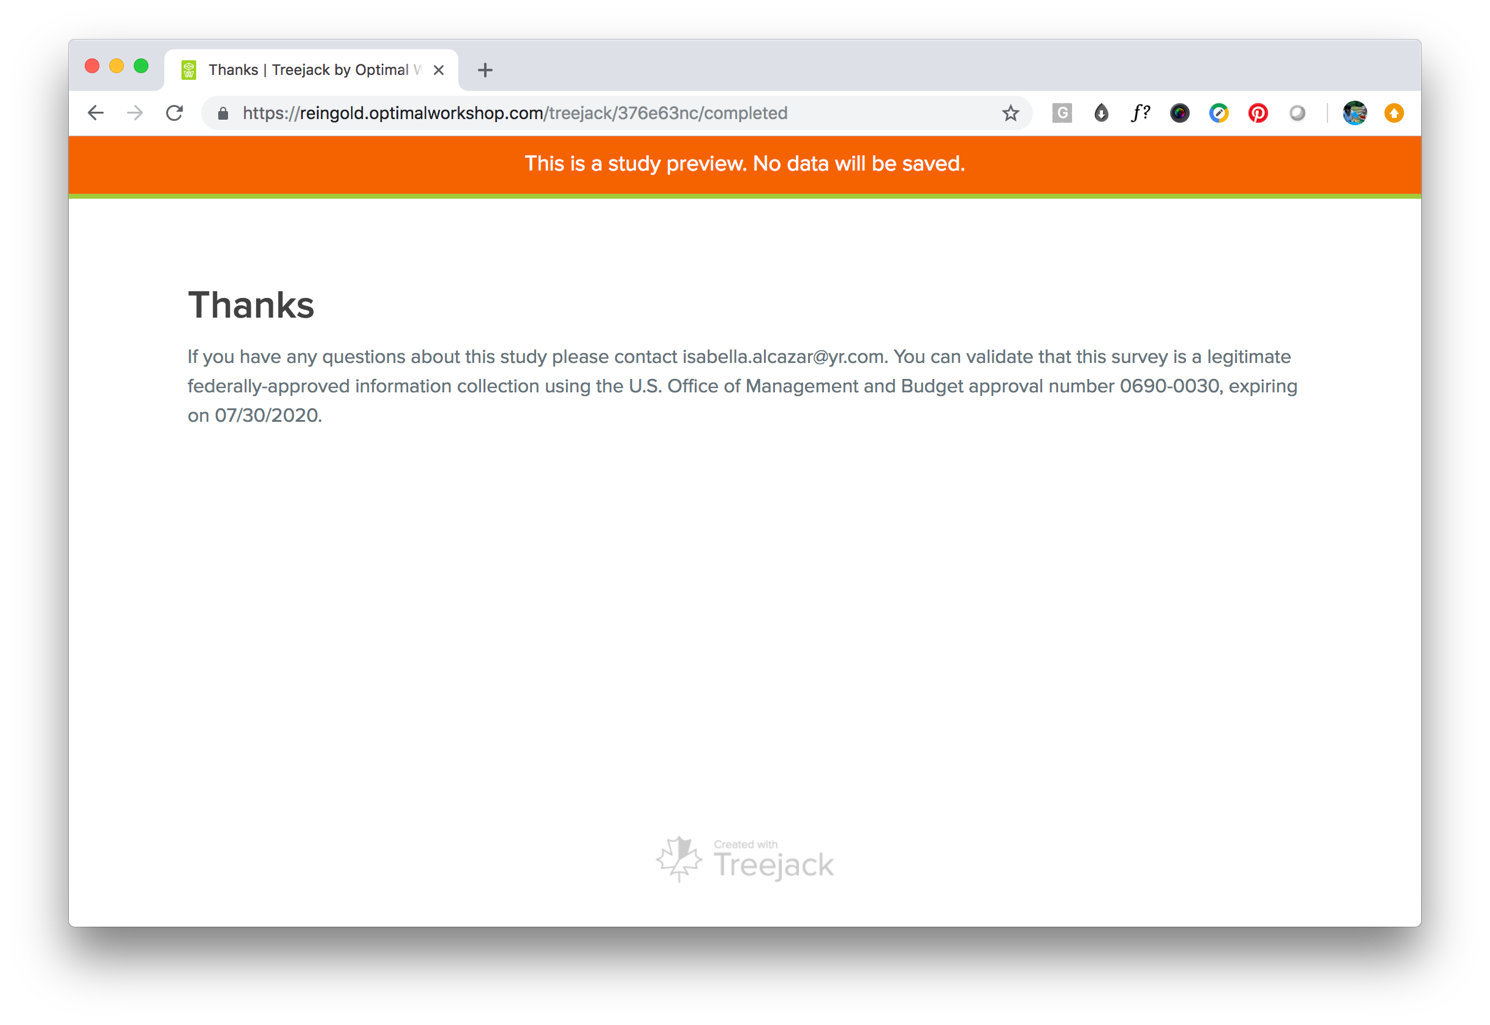 Thanks | Treejack by Optimal
https://reingold.optimalworkshop.com/treejack/376e63nc/completed
G
f?
This is a study preview. No data will be saved.
Thanks
If you have any questions about this study please contact isabella.alcazar@yr.com. You can validate that this survey is a legitimate
federally-approved information collection using the U.S. Office of Management and Budget approval number 0690-0030, expiring
on 07/30/2020.
Created with
Treejack